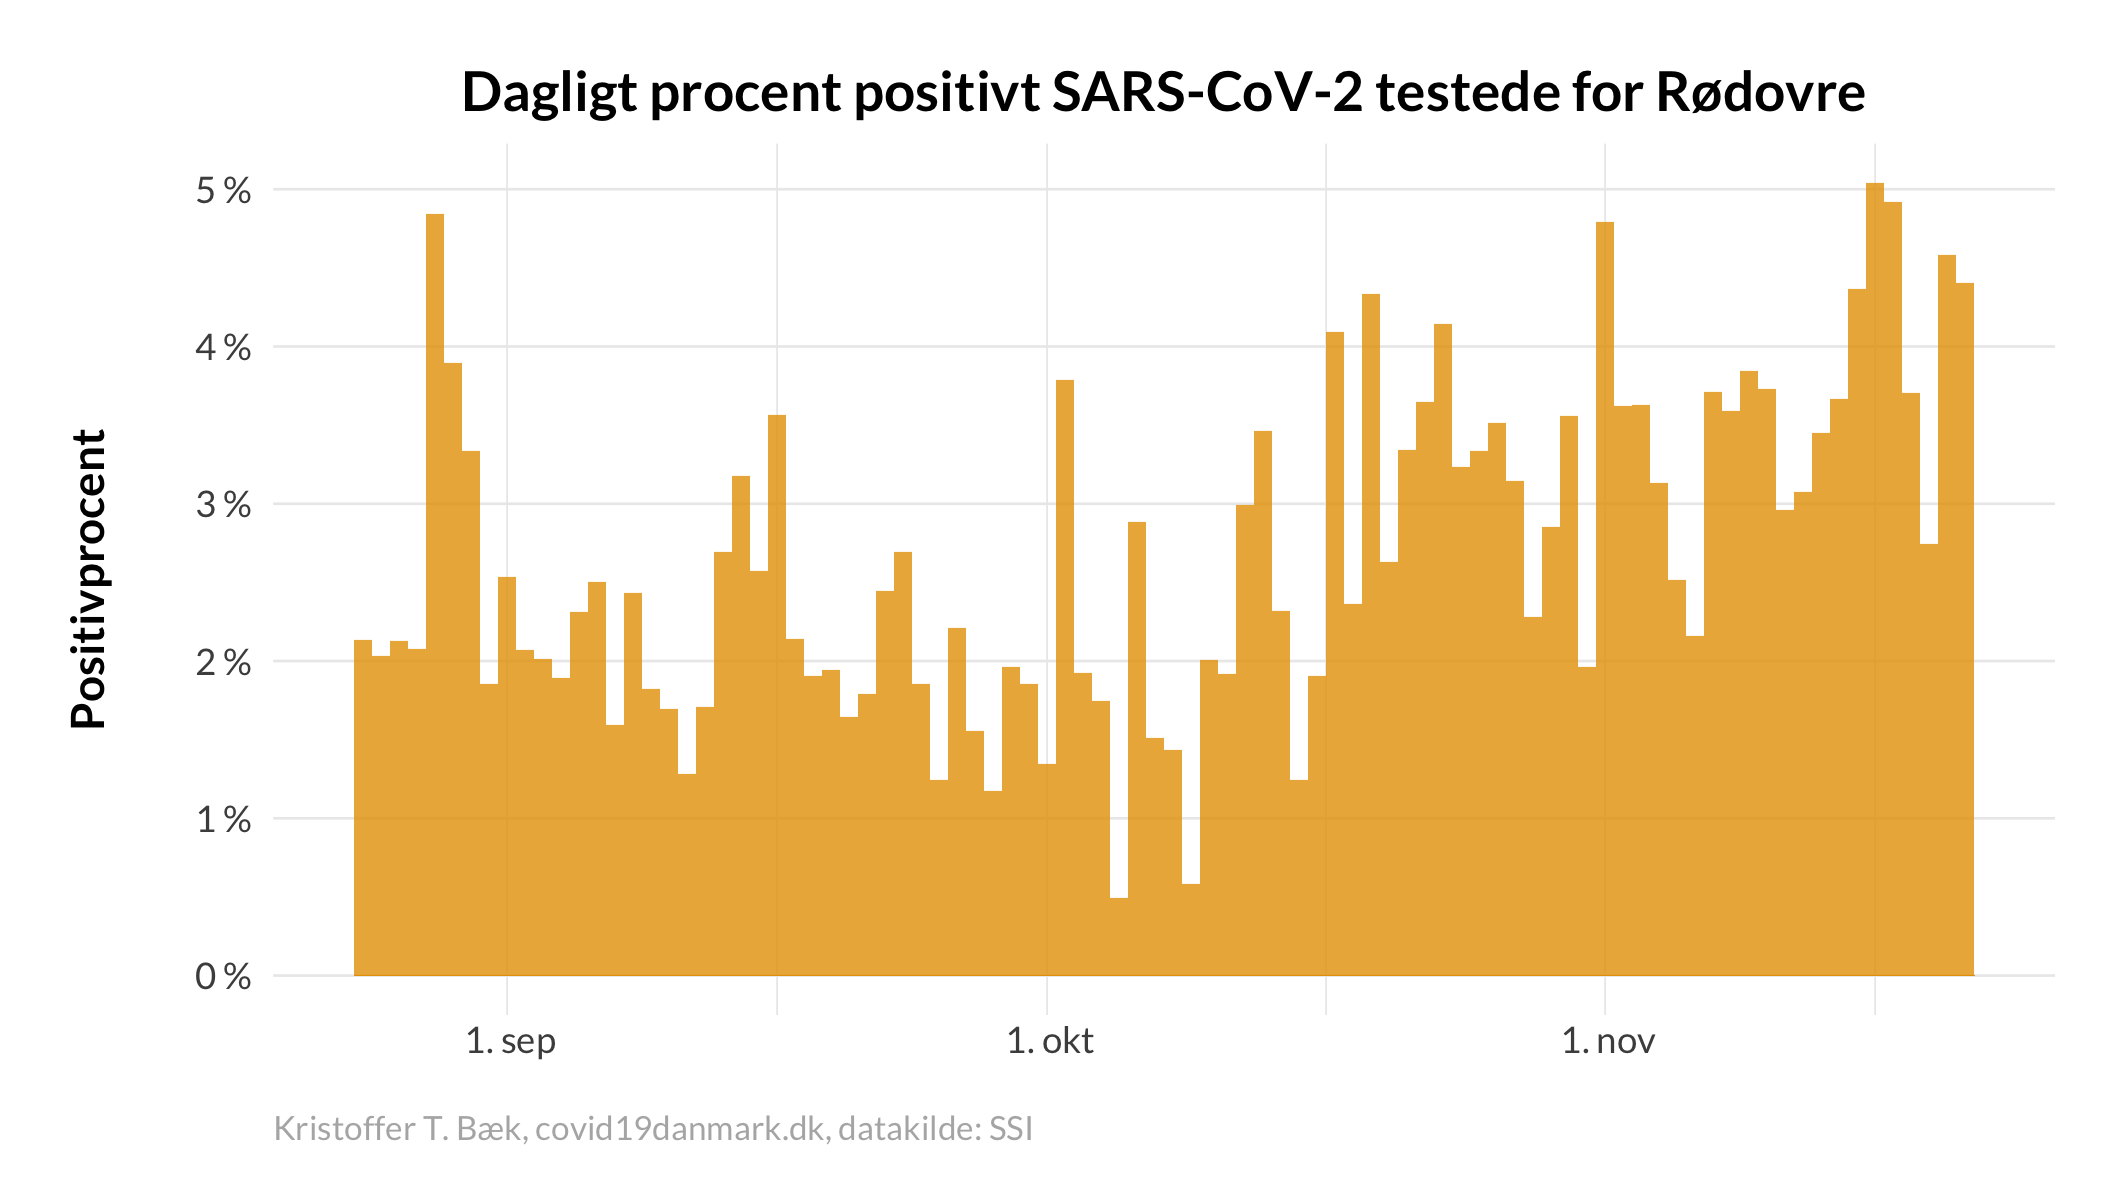 Dagligt procent positivt SARS-CoV-2 testede for Rødovre
Positivprocent
5 %
4 %
3 %
2 %
1 %
0 %
1. sep
1. okt
1. nov
Kristoffer T. Bæk, covid19danmark.dk, datakilde: SSI